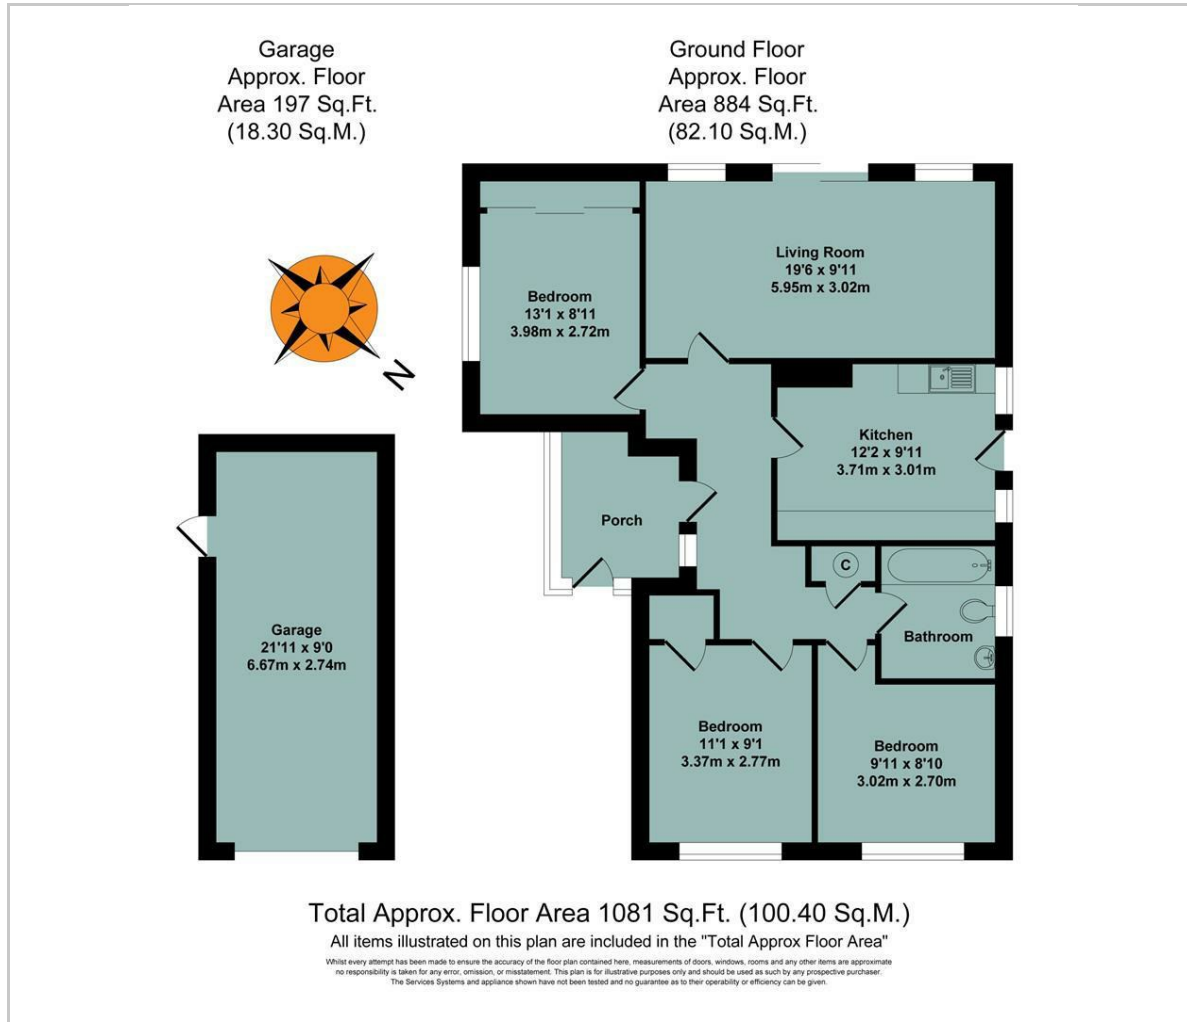 Garage
Approx. Floor
Area 197 Sq.Ft.
(18.30 Sq.M.)
Ground Floor
Approx. Floor
Area 884 Sq.Ft.
(82.10 Sq.M.)
N
Living Room
19'6 x 9'11
5.95m x 3.02m
Bedroom
13'1 x 8'11
3.98m x 2.72m
Kitchen
12'2 x 9'11
3.71m x 3.01m
Porch
C
Bathroom
Garage
21'11 x 9'0
6.67m x 2.74m
Bedroom
11'1 x 9'1
3.37m x 2.77m
Bedroom
9'11 x 8'10
3.02m x 2.70m
Total Approx. Floor Area 1081 Sq.Ft. (100.40 Sq.M.)
All items illustrated on this plan are included in the "Total Approx Floor Area"
Whilst every attempt has been made to ensure the accuracy of the floor plan contained here, measurements of doors, windows, rooms and any other items are approximate
no responsibility is taken for any error, omission, or misstatement. This plan is for illustrative purposes only and should be used as such by any prospective purchaser.
The Services Systems and appliance shown have not been tested and no guarantee as to their operability or efficiency can be given.